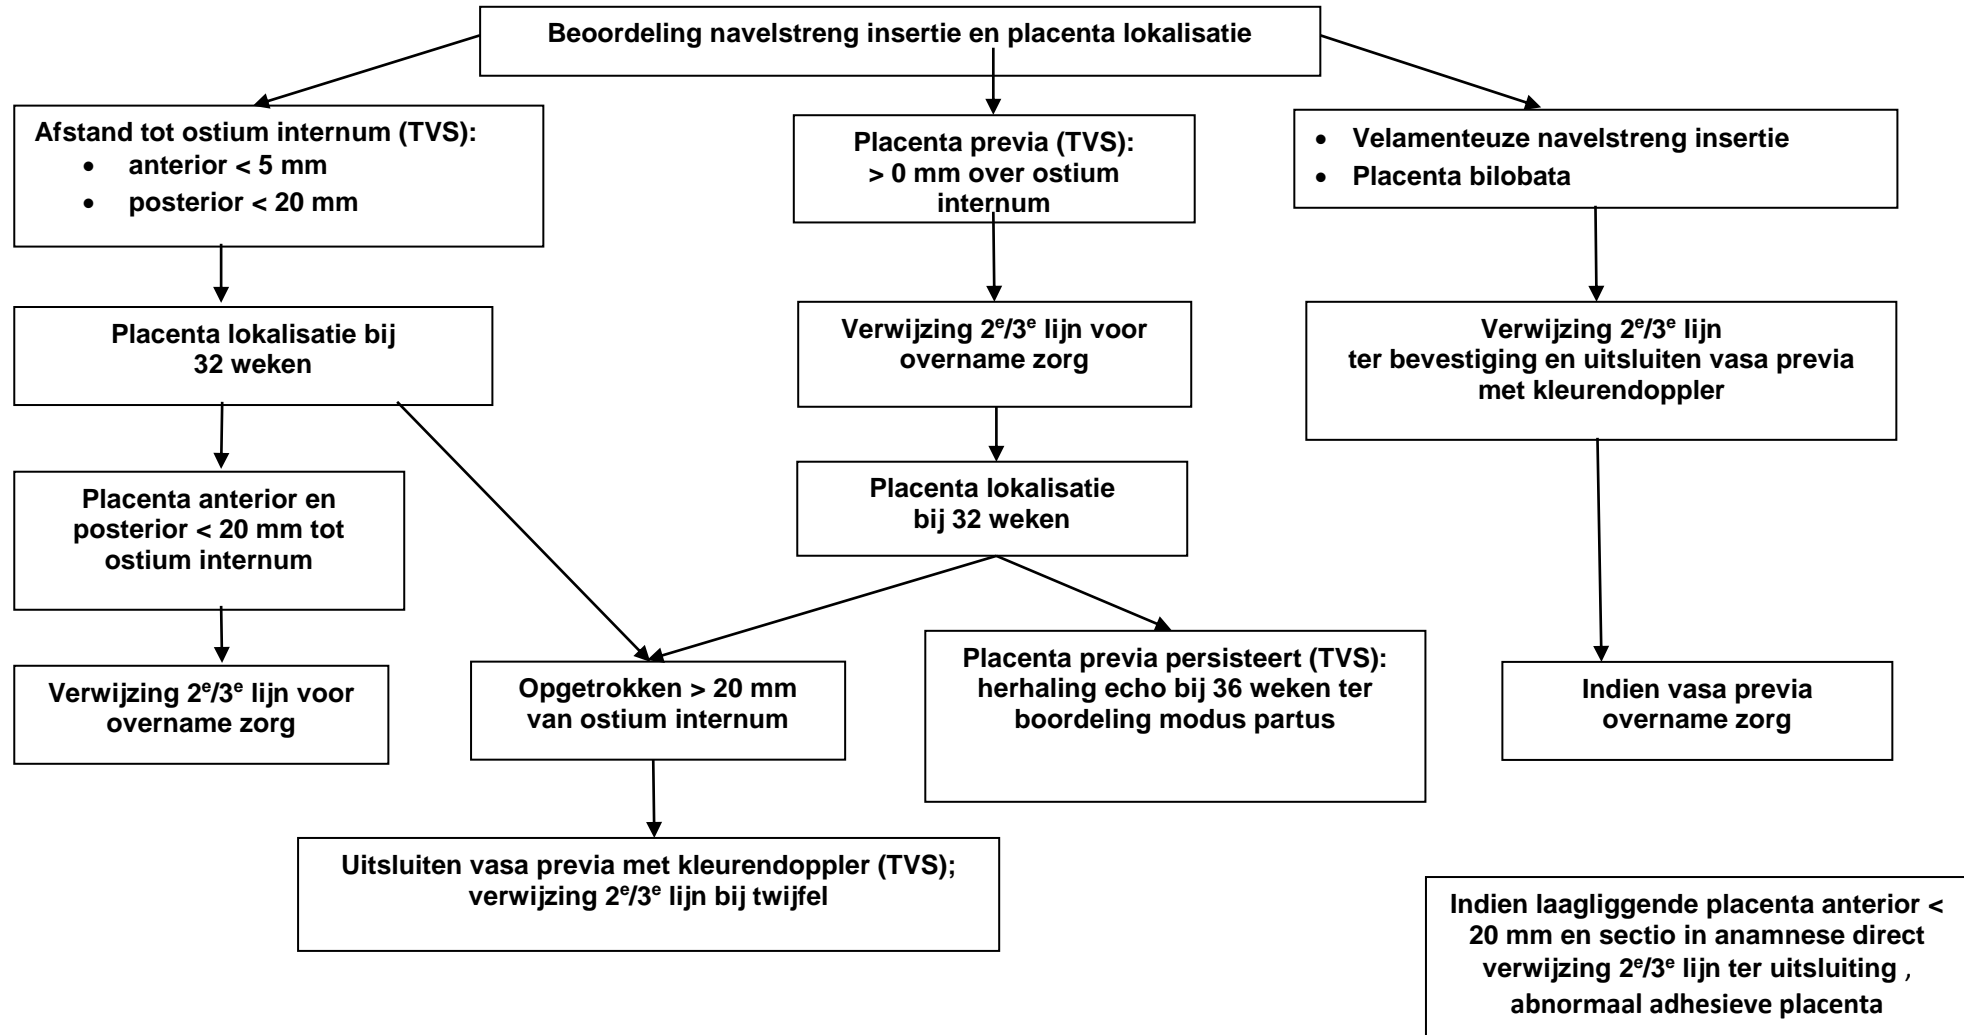 Beoordeling navelstreng insertie en placenta lokalisatie
Afstand tot ostium internum (TVS):
• anterior < 5 mm
• posterior < 20 mm
Placenta previa (TVS):
> 0 mm over ostium
internum
• Velamenteuze navelstreng insertie
• Placenta bilobata
Placenta lokalisatie bij
32 weken
Verwijzing 2e/3e lijn voor
overname zorg
Verwijzing 2e/3e lijn
ter bevestiging en uitsluiten vasa previa
met kleurendoppler
Placenta anterior en
posterior < 20 mm tot
ostium internum
Placenta lokalisatie
bij 32 weken
Verwijzing 2e/3e lijn voor
overname zorg
Opgetrokken > 20 mm
van ostium internum
Placenta previa persisteert (TVS):
herhaling echo bij 36 weken ter
boordeling modus partus
Indien vasa previa
overname zorg
Uitsluiten vasa previa met kleurendoppler (TVS);
verwijzing 2e/3e lijn bij twijfel
Indien laagliggende placenta anterior <
20 mm en sectio in anamnese direct
verwijzing 2e/3e lijn ter uitsluiting ,
abnormaal adhesieve placenta